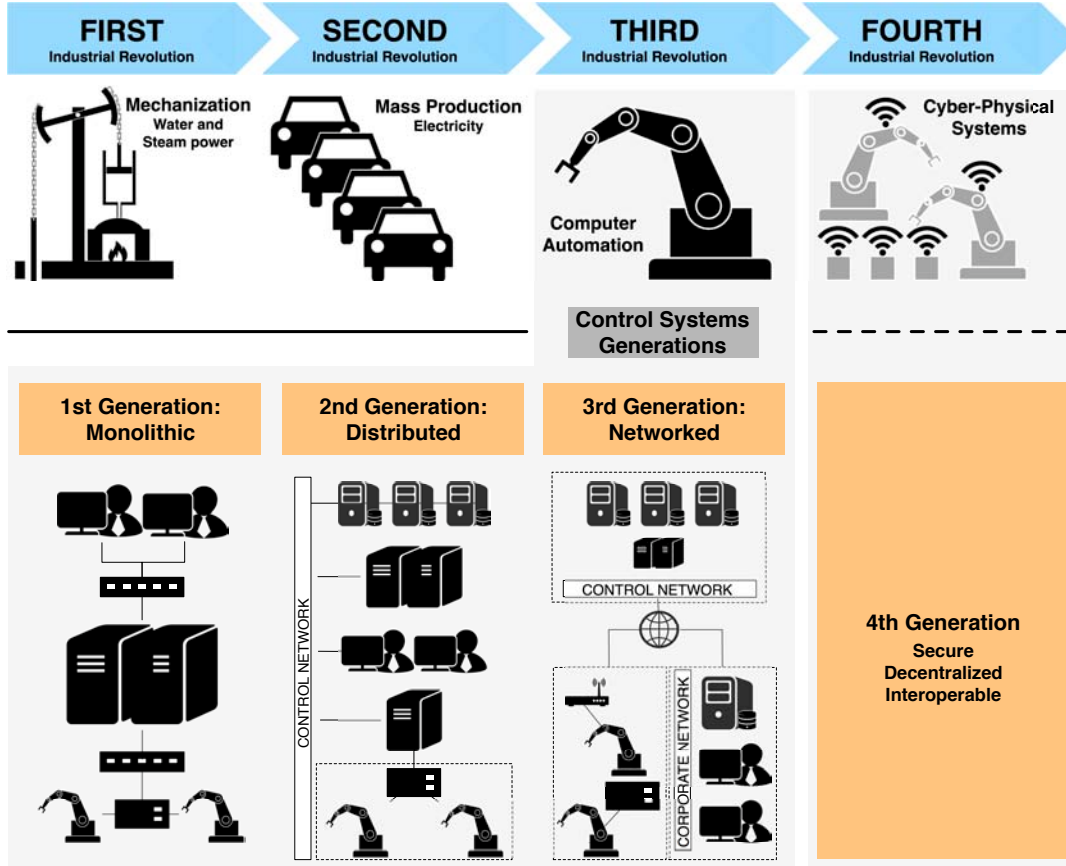 FIRST
Industrial Revolution
SECOND
Industrial Revolution
THIRD
Industrial Revolution
FOURTH
Industrial Revolution
Mechanization
Water and
Steam power
Mass Production
Electricity
Computer
Automation
Cyber-Physical
Systems
Control Systems
Generations
1st Generation:
Monolithic
2nd Generation:
Distributed
3rd Generation:
Networked
CONTROL NETWORK
CONTROL NETWORK
CORPORATE NETWORK
4th Generation
Secure
Decentralized
Interoperable